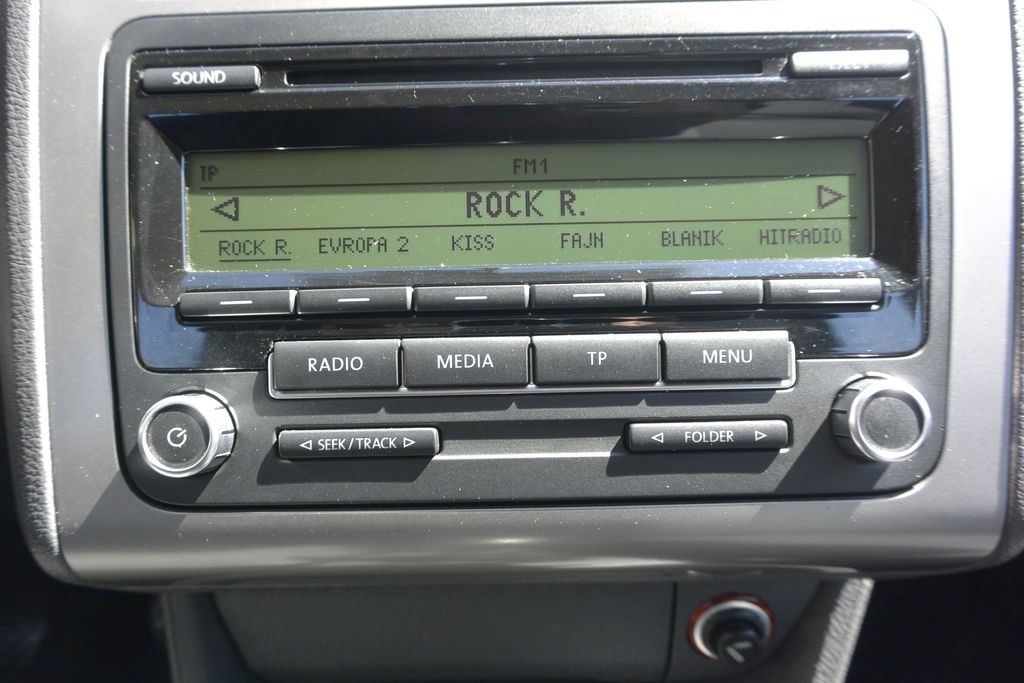 SOUND
TP FM1
ROCK R.
ROCK R. EVROPA 2 KISS FAJN BLANIK HITRADIO
RADIO MEDIA TP MENU
SEEK/TRACK FOLDER